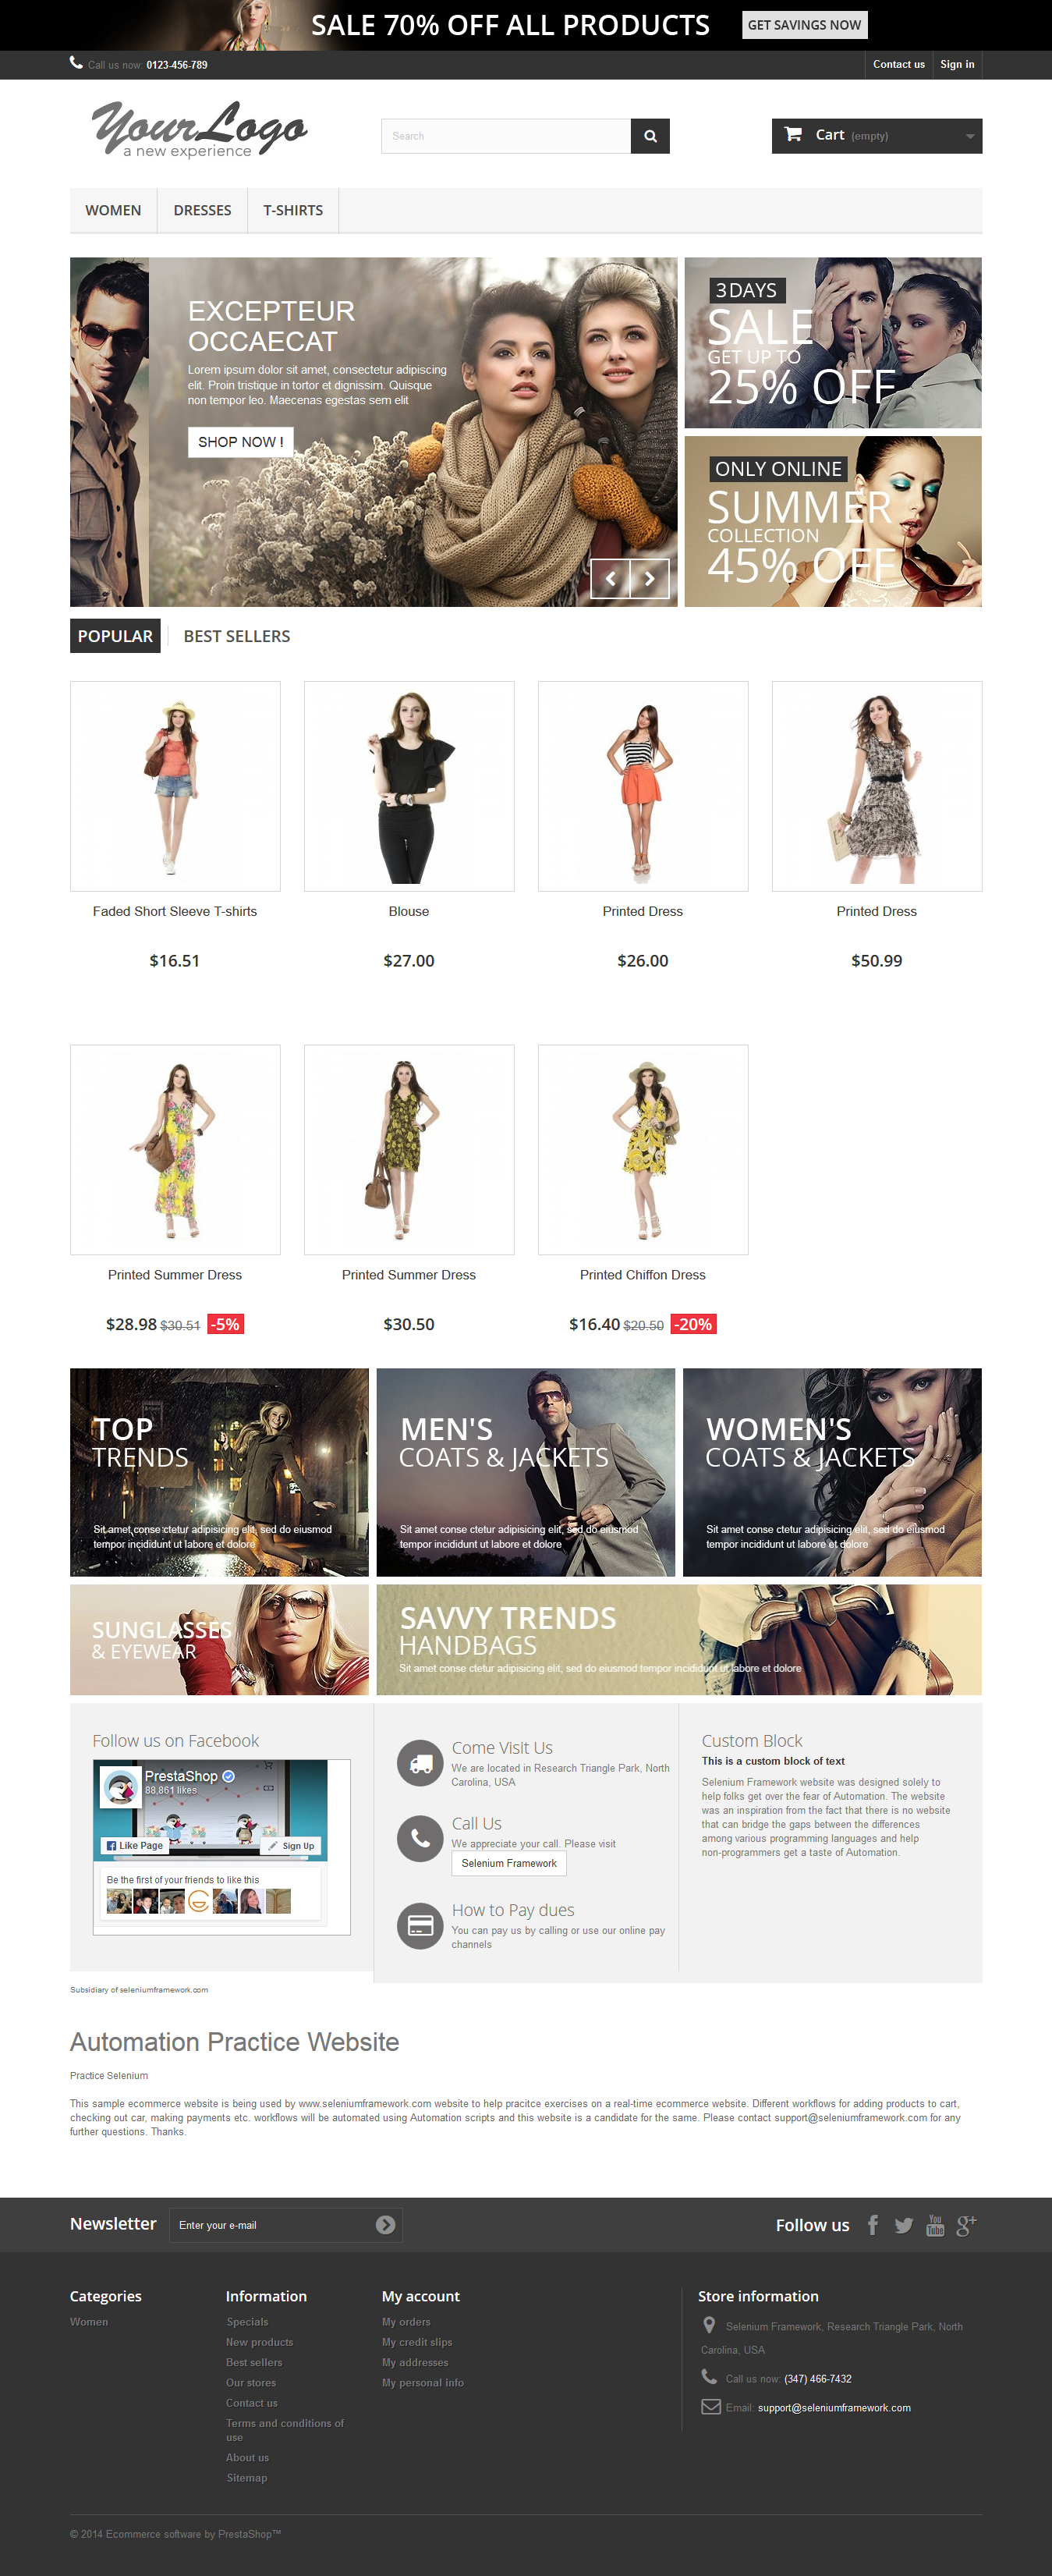 SALE 70% OFF ALL PRODUCTS
GET SAVINGS NOW
Call us now: 0123-456-789
Contact us
Sign in
YourLogo
a new experience
Search
Cart (empty)
WOMEN
DRESSES
T-SHIRTS
EXCEPTEUR
OCCAECAT
Lorem ipsum dolor sit amet, consectetur adipiscing
elit. Proin tristique in tortor et dignissim. Quisque
non tempor leo. Maecenas egestas sem elit
SHOP NOW !
3DAYS
SALE
GET UP TO
25% OFF
ONLY ONLINE
SUMMER
COLLECTION
45% OFF
POPULAR
BEST SELLERS
Faded Short Sleeve T-shirts
Blouse
Printed Dress
Printed Dress
$16.51
$27.00
$26.00
$50.99
Printed Summer Dress
Printed Summer Dress
Printed Chiffon Dress
$28.98 $30.51 -5%
$30.50
$16.40 $20.50 -20%
TOP
TRENDS
Sit amet conse ctetur adipisicing elit, sed do eiusmod
tempor incididunt ut labore et dolore
MEN'S
COATS & JACKETS
Sit amet conse ctetur adipisicing elit, sed do eiusmod
tempor incididunt ut labore et dolore
WOMEN'S
COATS & JACKETS
Sit amet conse ctetur adipisicing elit, sed do eiusmod
tempor incididunt ut labore et dolore
SUNGLASSES
& EYEWEAR
SAVVY TRENDS
HANDBAGS
Sit amet conse ctetur adipisicing elit, sed do eiusmod tempor incididunt ut labore et dolore
Follow us on Facebook
PrestaShop
88,861 likes
Like Page
Sign Up
Be the first of your friends to like this
Come Visit Us
We are located in Research Triangle Park, North
Carolina, USA
Call Us
We appreciate your call. Please visit
Selenium Framework
How to Pay dues
You can pay us by calling or use our online pay
channels
Custom Block
This is a custom block of text
Selenium Framework website was designed solely to
help folks get over the fear of Automation. The website
was an inspiration from the fact that there is no website
that can bridge the gaps between the differences
among various programming languages and help
non-programmers get a taste of Automation.
Subsidiary of seleniumframework.com
Automation Practice Website
Practice Selenium
This sample ecommerce website is being used by www.seleniumframework.com website to help pracitce exercises on a real-time ecommerce website. Different workflows for adding products to cart,
checking out car, making payments etc. workflows will be automated using Automation scripts and this website is a candidate for the same. Please contact support@seleniumframework.com for any
further questions. Thanks.
Newsletter
Enter your e-mail
Follow us
You
Tube
g+
Categories
Women
Information
Specials
New products
Best sellers
Our stores
Contact us
Terms and conditions of
use
About us
Sitemap
My account
My orders
My credit slips
My addresses
My personal info
Store information
Selenium Framework, Research Triangle Park, North
Carolina, USA
Call us now: (347) 466-7432
Email: support@seleniumframework.com
© 2014 Ecommerce software by PrestaShop™